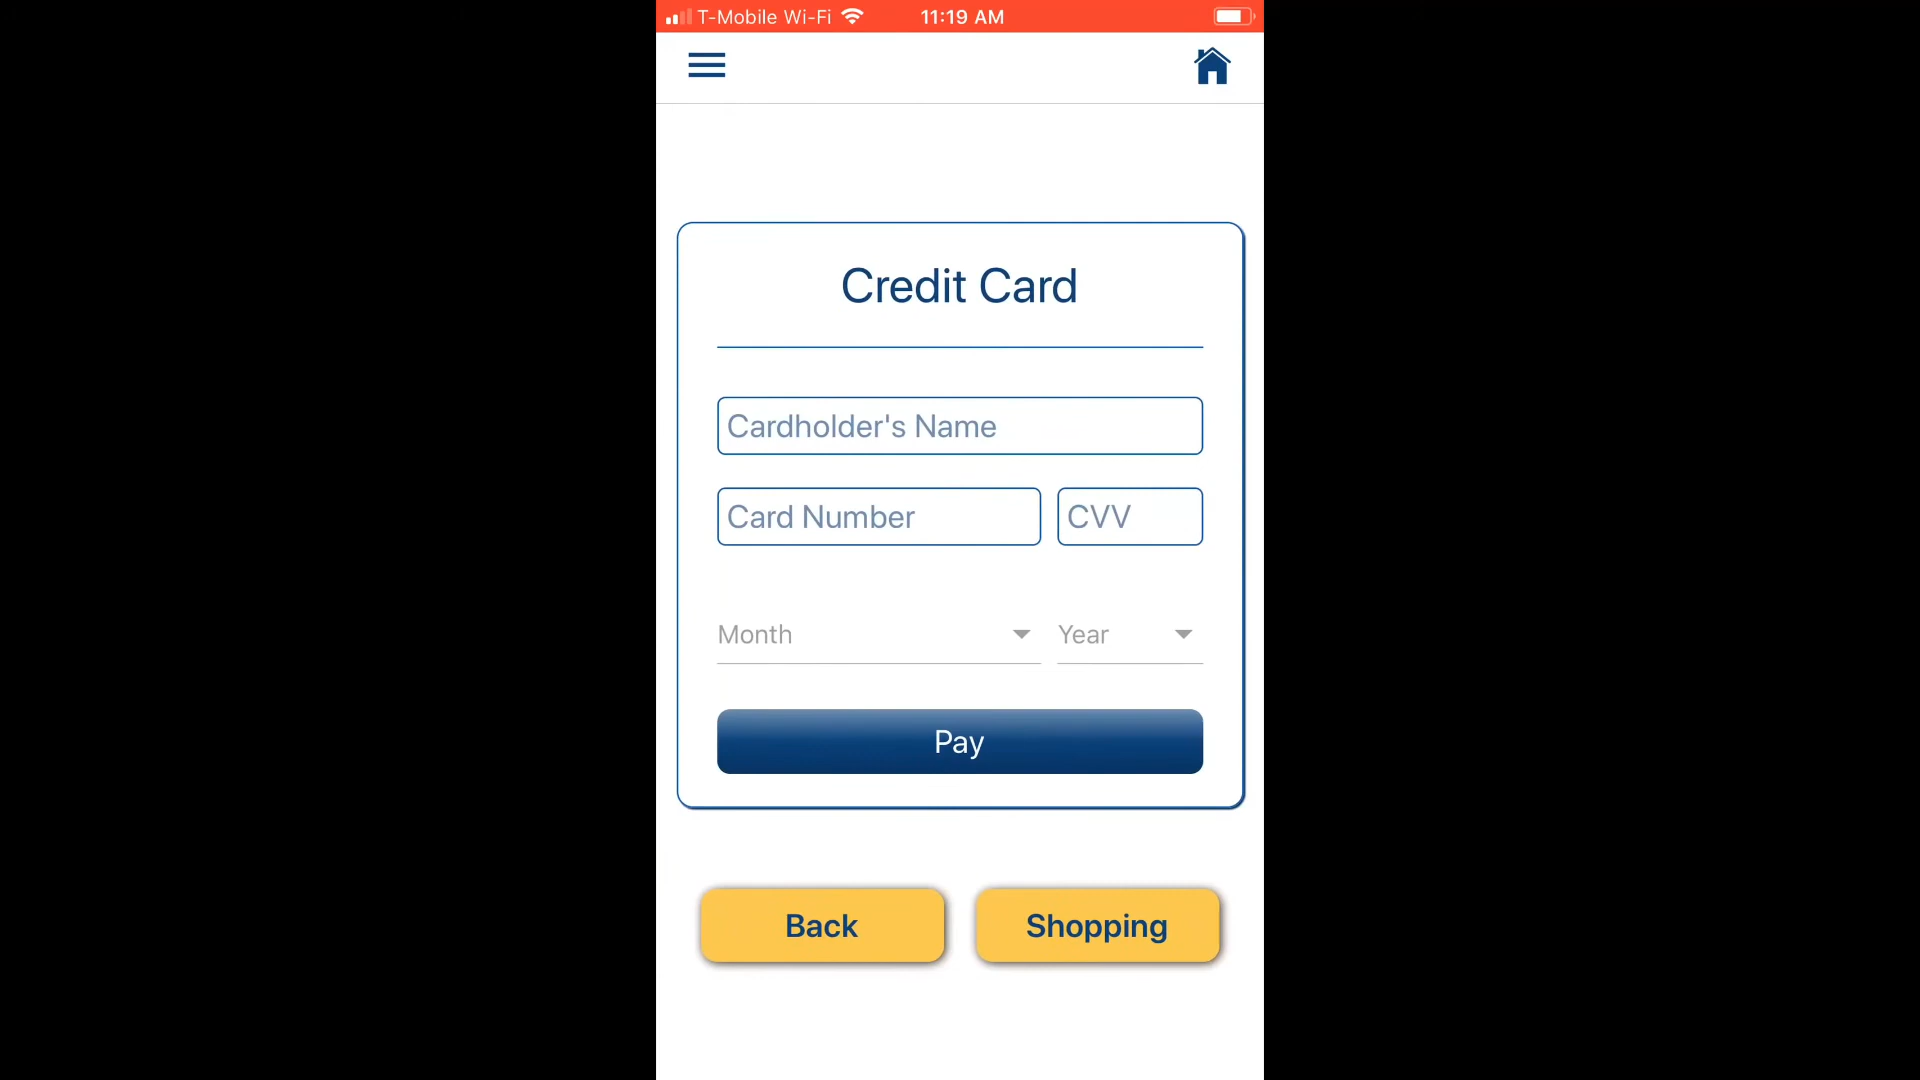 T-Mobile Wi-Fi 11:19 AM
Credit Card
Cardholder's Name
Card Number CVV
Month Year
Pay
Back Shopping